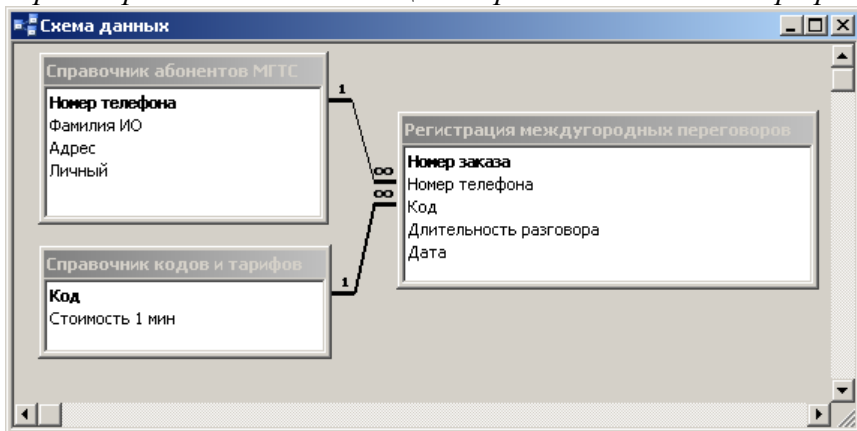 Схема данных
Справочник абонентов МГТС
Номер телефона
Фамилия ИО
Адрес
Личный
1
∞
∞
Регистрация междугородных переговоров
Номер заказа
Номер телефона
Код
Длительность разговора
Дата
Справочник кодов и тарифов
Код
Стоимость 1 мин
1